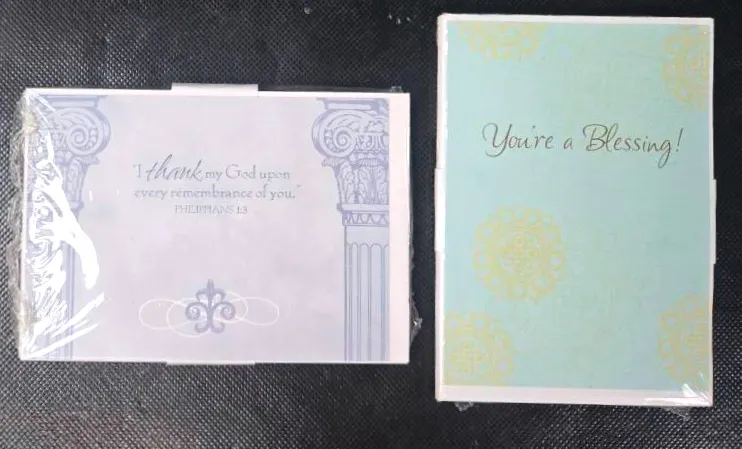 "I thank my God upon
every remembrance of you."
PHILIPPIANS 1:3
You're a Blessing!